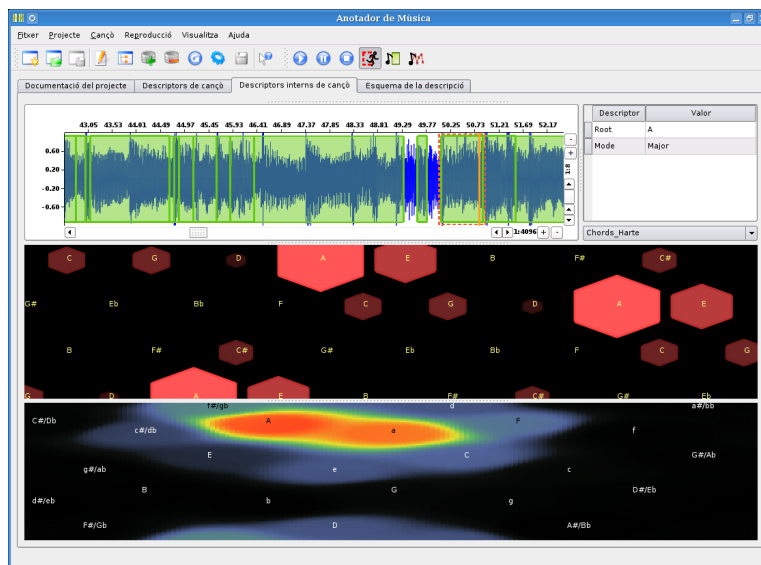 Anotador de Música
Fitxer Projecte Cançó Reproducció Visualitza Ajuda
Documentació del projecte Descriptors de cançó Descriptors interns de cançó Esquema de la descripció
43.05 43.53 44.01 44.49 44.97 45.45 45.93 46.41 46.89 47.37 47.85 48.33 48.81 49.29 49.77 50.25 50.73 51.21 51.69 52.17
0.60
0.20
-0.20
-0.60
1:8
1:4096 + -
Descriptor Valor
Root A
Mode Major
Chords_Harte
C G D A E B F# C#
G# Eb Bb F C G D A E
B F# C# G# Eb Bb F C G
G D A E B F# C# G# Eb
f#/gb d a#/bb
C#/Db A F
c#/db a f
E C G#/Ab
g#/ab e c
B G D#/Eb
d#/eb b g
F#/Gb D A#/Bb